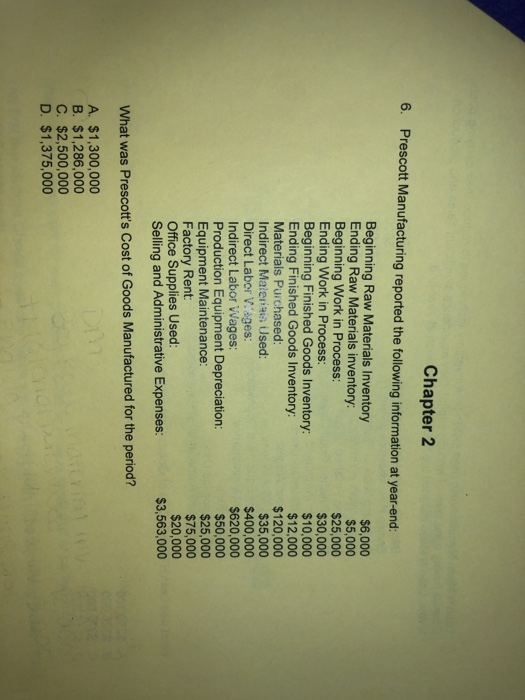 Chapter 2
6. Prescott Manufacturing reported the following information at year-end:
Beginning Raw Materials Inventory $6,000
Ending Raw Materials inventory: $5,000
Beginning Work in Process: $25,000
Ending Work in Process: $30,000
Beginning Finished Goods Inventory: $10,000
Ending Finished Goods Inventory: $12,000
Materials Purchased: $120,000
Indirect Materials Used: $35,000
Direct Labor Wages: $400,000
Indirect Labor Wages: $620,000
Production Equipment Depreciation: $50,000
Equipment Maintenance: $25,000
Factory Rent: $75,000
Office Supplies Used: $20,000
Selling and Administrative Expenses: $3,563,000
What was Prescott's Cost of Goods Manufactured for the period?
A. $1,300,000
B. $1,286,000
C. $2,500,000
D. $1,375,000